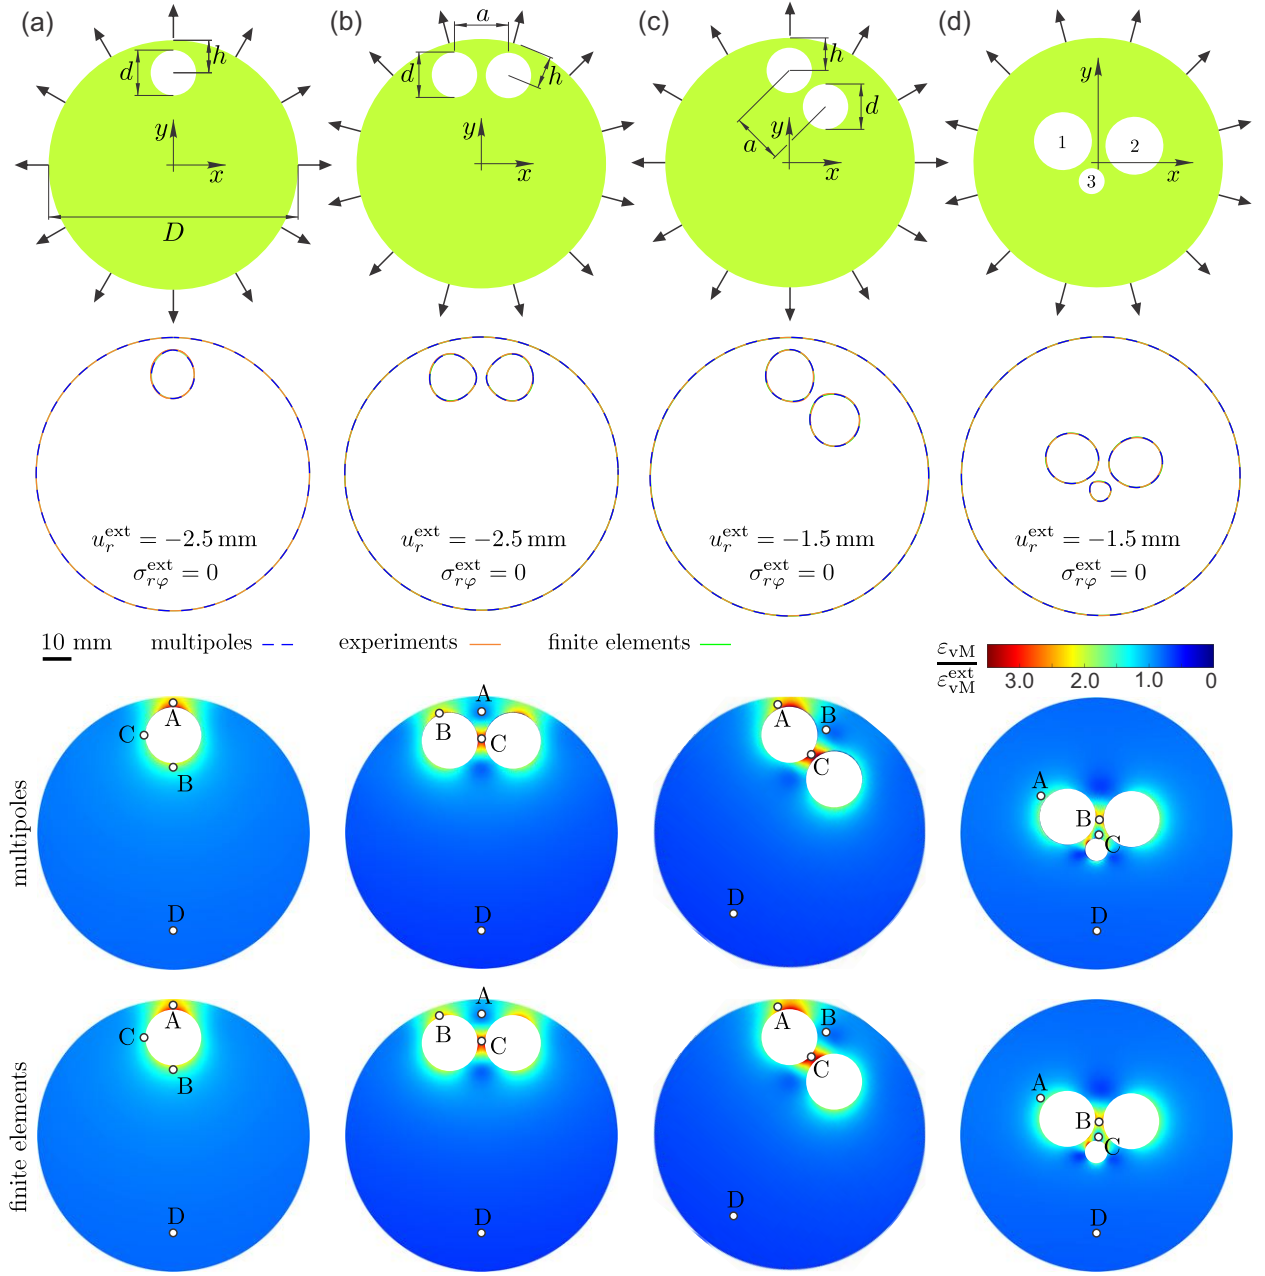 (a) (b) (c) (d)
d h y x D
a d h y x
h d a y x
y x 1 2 3
u_r^ext = −2.5 mm
σ_rφ^ext = 0
u_r^ext = −2.5 mm
σ_rφ^ext = 0
u_r^ext = −1.5 mm
σ_rφ^ext = 0
u_r^ext = −1.5 mm
σ_rφ^ext = 0
10 mm multipoles experiments finite elements
ε_vM / ε_vM^ext
3.0 2.0 1.0 0
multipoles
A C B D
A B C D
A B C D
A B C D
finite elements
A C B D
A B C D
A B C D
A B C D